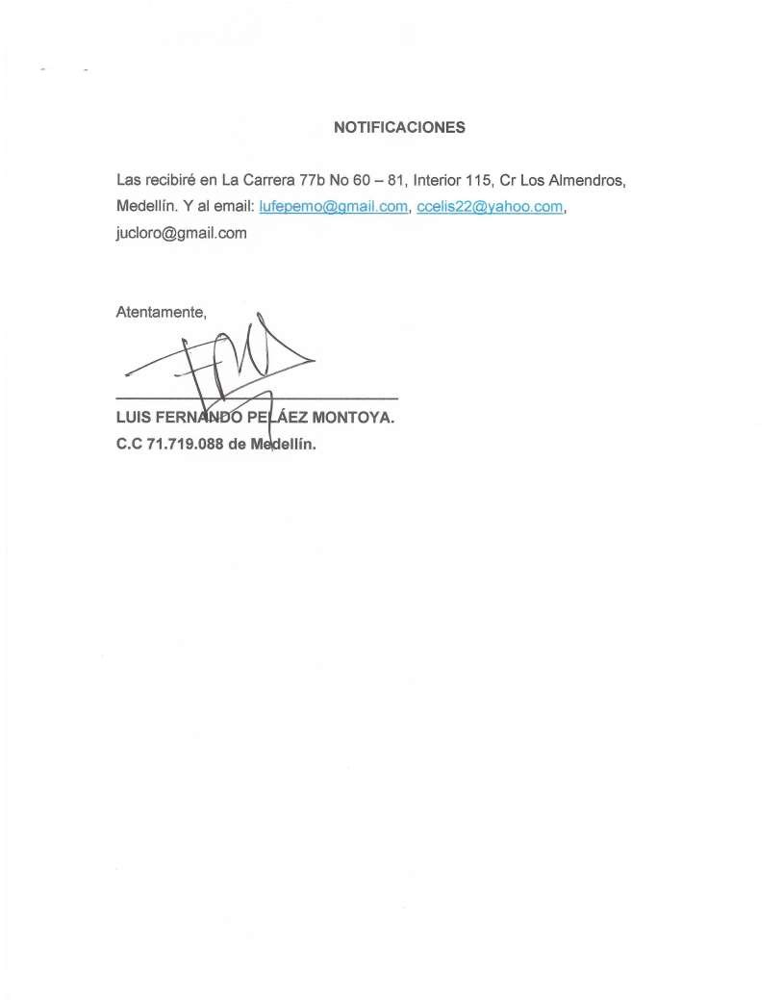 NOTIFICACIONES
Las recibiré en La Carrera 77b No 60 – 81, Interior 115, Cr Los Almendros,
Medellín. Y al email: lufepemo@gmail.com, ccelis22@yahoo.com,
jucloro@gmail.com
Atentamente,
LUIS FERNANDO PELÁEZ MONTOYA.
C.C 71.719.088 de Medellín.